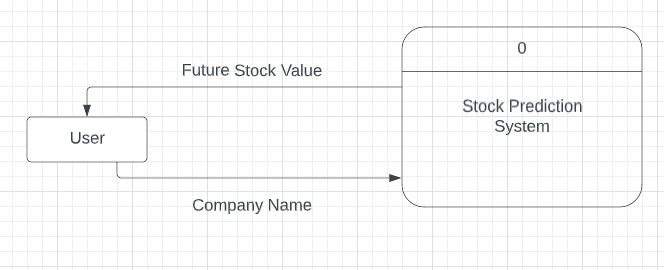 0
Future Stock Value
Stock Prediction
System
User
Company Name